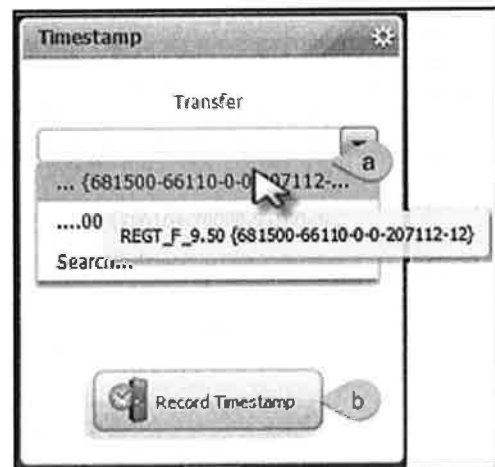 Timestamp
Transfer
a
... {681500-66110-0-0-207112-...
....00
REGT_F_9.50 {681500-66110-0-0-207112-12}
Search...
Record Timestamp
b